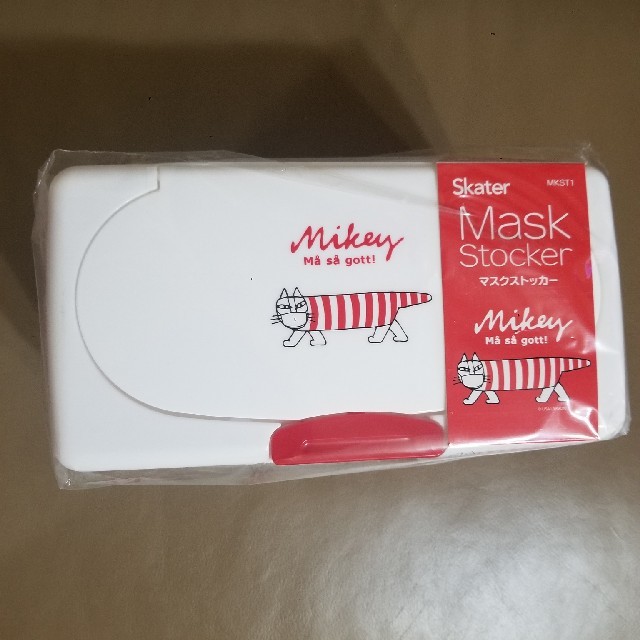 Mikey
Må så gott!
Skater
MKST1
Mask
Stocker
マスクストッカー
Mikey
Må så gott!